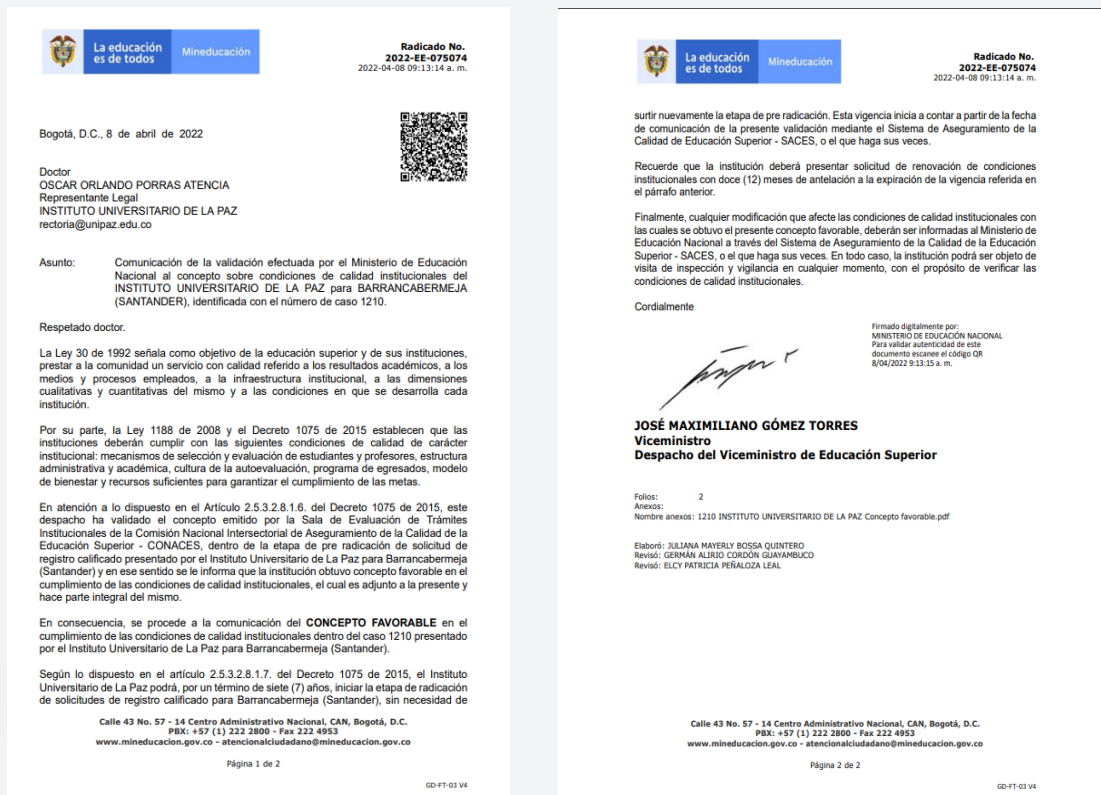 La educación
es de todos
Mineducación
Radicado No.
2022-EE-075074
2022-04-08 09:13:14 a. m.
Bogotá, D.C., 8 de abril de 2022
Doctor
OSCAR ORLANDO PORRAS ATENCIA
Representante Legal
INSTITUTO UNIVERSITARIO DE LA PAZ
rectoria@unipaz.edu.co
Asunto: Comunicación de la validación efectuada por el Ministerio de Educación
Nacional al concepto sobre condiciones de calidad institucionales del
INSTITUTO UNIVERSITARIO DE LA PAZ para BARRANCABERMEJA
(SANTANDER), identificada con el número de caso 1210.
Respetado doctor.
La Ley 30 de 1992 señala como objetivo de la educación superior y de sus instituciones,
prestar a la comunidad un servicio con calidad referido a los resultados académicos, a los
medios y procesos empleados, a la infraestructura institucional, a las dimensiones
cualitativas y cuantitativas del mismo y a las condiciones en que se desarrolla cada
institución.
Por su parte, la Ley 1188 de 2008 y el Decreto 1075 de 2015 establecen que las
instituciones deberán cumplir con las siguientes condiciones de calidad de carácter
institucional: mecanismos de selección y evaluación de estudiantes y profesores, estructura
administrativa y académica, cultura de la autoevaluación, programa de egresados, modelo
de bienestar y recursos suficientes para garantizar el cumplimiento de las metas.
En atención a lo dispuesto en el Artículo 2.5.3.2.8.1.6. del Decreto 1075 de 2015, este
despacho ha validado el concepto emitido por la Sala de Evaluación de Trámites
Institucionales de la Comisión Nacional Intersectorial de Aseguramiento de la Calidad de la
Educación Superior - CONACES, dentro de la etapa de pre radicación de solicitud de
registro calificado presentado por el Instituto Universitario de La Paz para Barrancabermeja
(Santander) y en ese sentido se le informa que la institución obtuvo concepto favorable en el
cumplimiento de las condiciones de calidad institucionales, el cual es adjunto a la presente y
hace parte integral del mismo.
En consecuencia, se procede a la comunicación del CONCEPTO FAVORABLE en el
cumplimiento de las condiciones de calidad institucionales dentro del caso 1210 presentado
por el Instituto Universitario de La Paz para Barrancabermeja (Santander).
Según lo dispuesto en el artículo 2.5.3.2.8.1.7. del Decreto 1075 de 2015, el Instituto
Universitario de La Paz podrá, por un término de siete (7) años, iniciar la etapa de radicación
de solicitudes de registro calificado para Barrancabermeja (Santander), sin necesidad de
Calle 43 No. 57 - 14 Centro Administrativo Nacional, CAN, Bogotá, D.C.
PBX: +57 (1) 222 2800 - Fax 222 4953
www.mineducacion.gov.co - atencionalciudadano@mineducacion.gov.co
Página 1 de 2
GD-FT-03 V4
La educación
es de todos
Mineducación
Radicado No.
2022-EE-075074
2022-04-08 09:13:14 a. m.
surtir nuevamente la etapa de pre radicación. Esta vigencia inicia a contar a partir de la fecha
de comunicación de la presente validación mediante el Sistema de Aseguramiento de la
Calidad de Educación Superior - SACES, o el que haga sus veces.
Recuerde que la institución deberá presentar solicitud de renovación de condiciones
institucionales con doce (12) meses de antelación a la expiración de la vigencia referida en
el párrafo anterior.
Finalmente, cualquier modificación que afecte las condiciones de calidad institucionales con
las cuales se obtuvo el presente concepto favorable, deberán ser informadas al Ministerio de
Educación Nacional a través del Sistema de Aseguramiento de la Calidad de la Educación
Superior - SACES, o el que haga sus veces. En todo caso, la institución podrá ser objeto de
visita de inspección y vigilancia en cualquier momento, con el propósito de verificar las
condiciones de calidad institucionales.
Cordialmente
Firmado digitalmente por:
MINISTERIO DE EDUCACIÓN NACIONAL
Para validar autenticidad de este
documento escanee el código QR
8/04/2022 9:13:15 a. m.
JOSÉ MAXIMILIANO GÓMEZ TORRES
Viceministro
Despacho del Viceministro de Educación Superior
Folios: 2
Anexos:
Nombre anexos: 1210 INSTITUTO UNIVERSITARIO DE LA PAZ Concepto favorable.pdf
Elaboró: JULIANA MAYERLY BOSSA QUINTERO
Revisó: GERMÁN ALIRIO CORDÓN GUAYAMBUCO
Revisó: ELCY PATRICIA PEÑALOZA LEAL
Calle 43 No. 57 - 14 Centro Administrativo Nacional, CAN, Bogotá, D.C.
PBX: +57 (1) 222 2800 - Fax 222 4953
www.mineducacion.gov.co - atencionalciudadano@mineducacion.gov.co
Página 2 de 2
GD-FT-03 V4